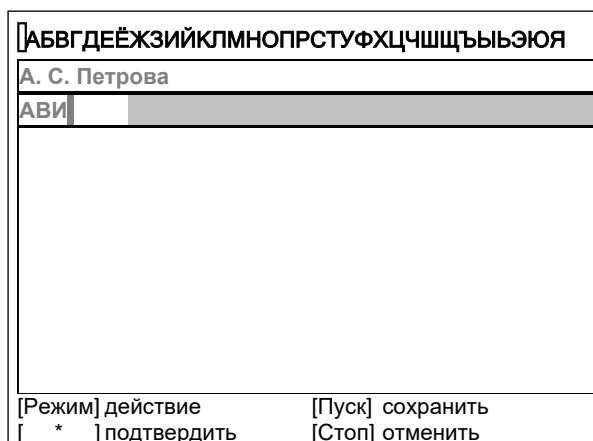 АБВГДЕЁЖЗИЙКЛМНОПРСТУФХЦЧШЩЪЫЬЭЮЯ
А. С. Петрова
АВИ
[Режим] действие [Пуск] сохранить
[ * ] подтвердить [Стоп] отменить